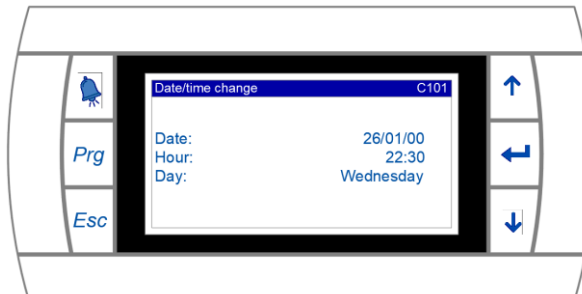 Date/time change C101
Date: 26/01/00
Hour: 22:30
Day: Wednesday
Prg
Esc